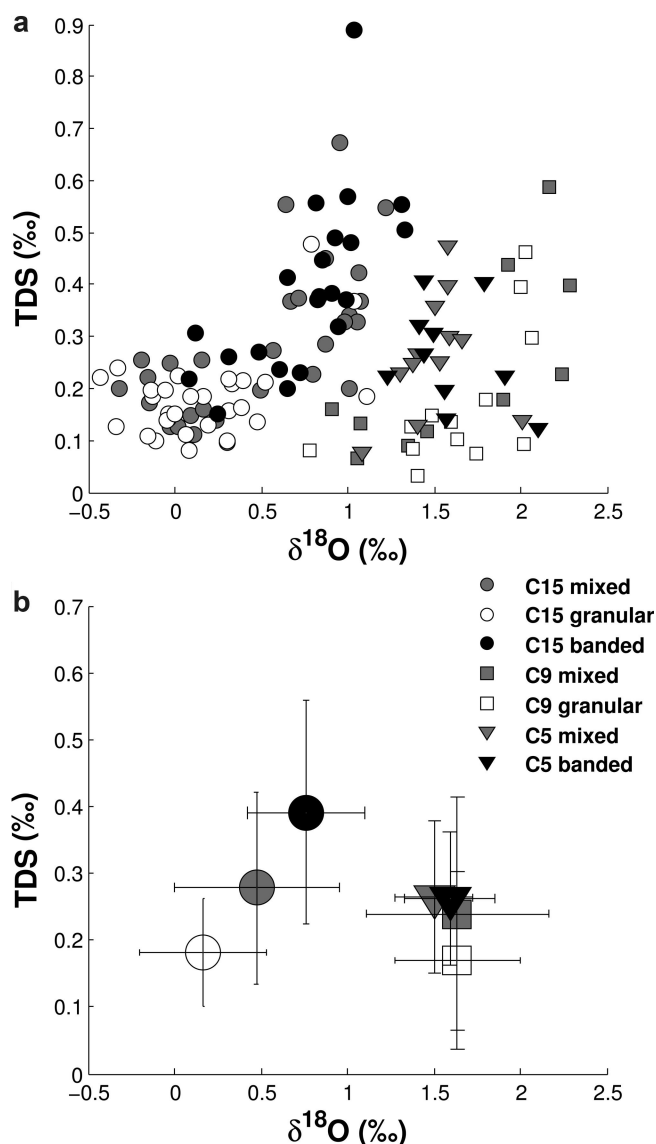 a
0.9
0.8
0.7
0.6
0.5
0.4
0.3
0.2
0.1
0
TDS (‰)
−0.5 0 0.5 1 1.5 2 2.5
δ¹⁸O (‰)
b
C15 mixed
C15 granular
C15 banded
C9 mixed
C9 granular
C5 mixed
C5 banded
0.7
0.6
0.5
0.4
0.3
0.2
0.1
0
TDS (‰)
−0.5 0 0.5 1 1.5 2 2.5
δ¹⁸O (‰)